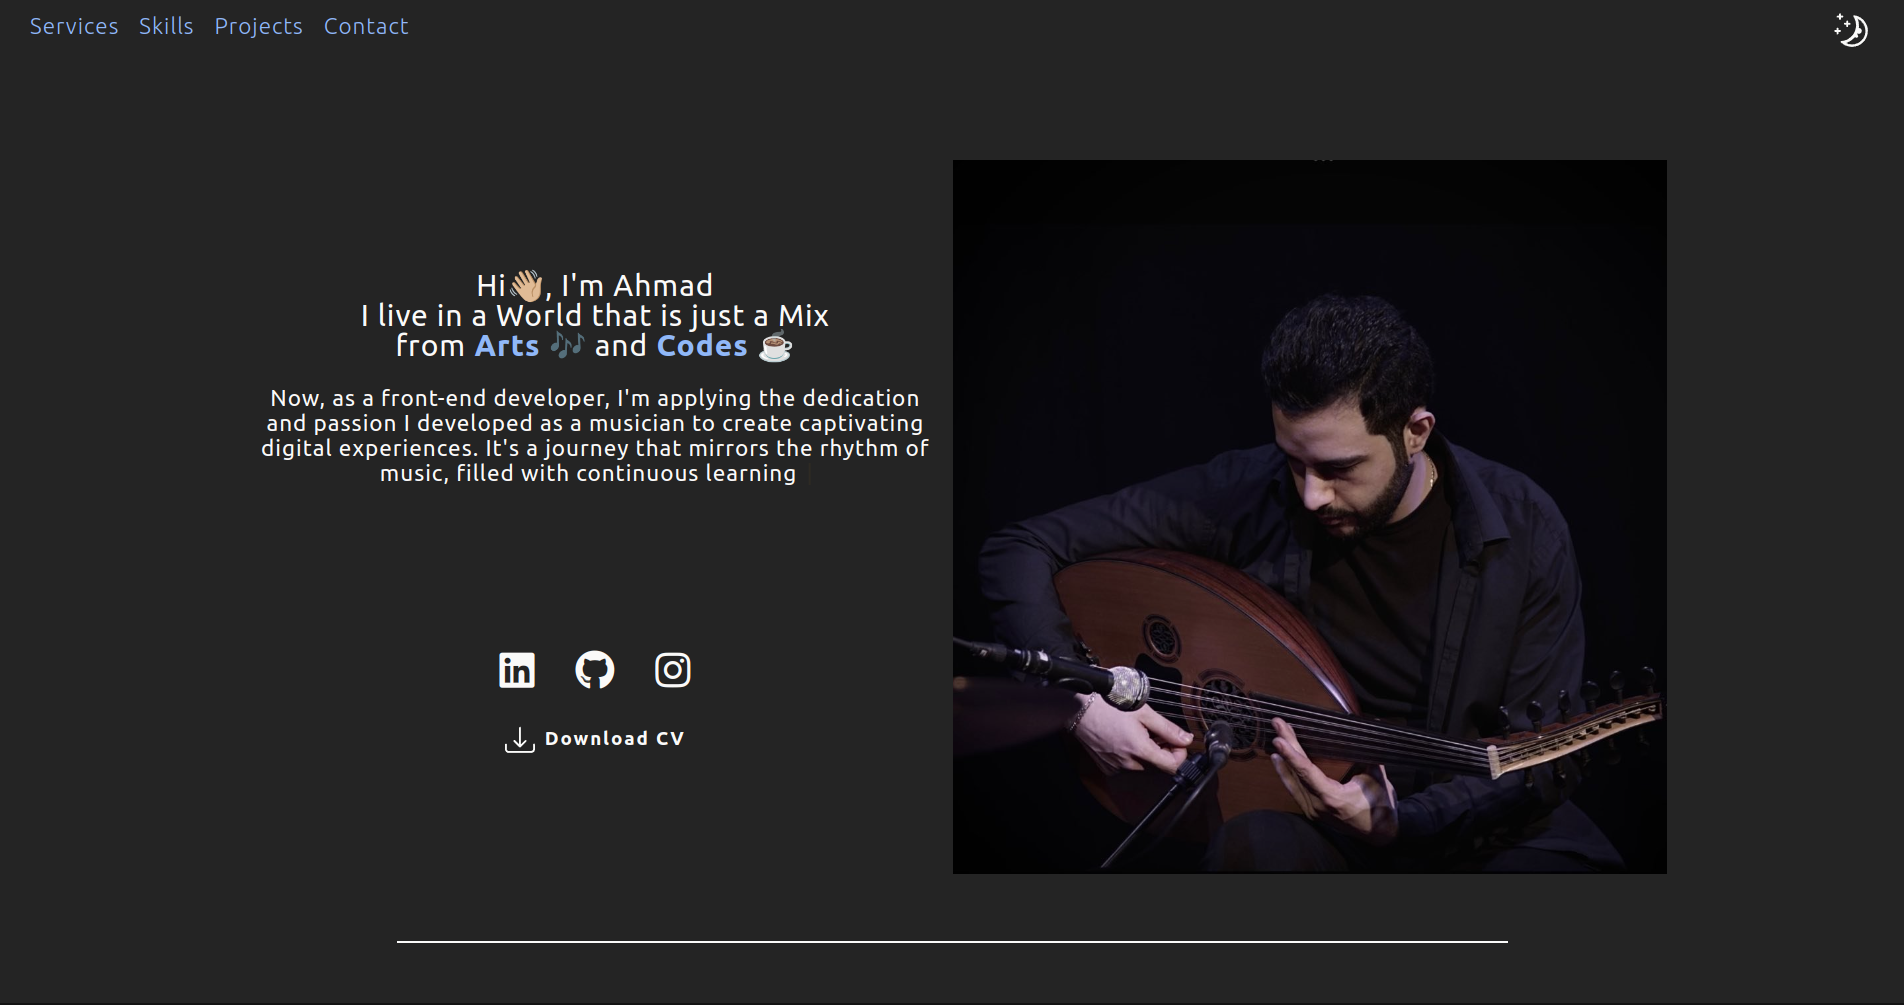 Services Skills Projects Contact
Hi👋🏼, I'm Ahmad
I live in a World that is just a Mix
from Arts 🎶 and Codes ☕
Now, as a front-end developer, I'm applying the dedication
and passion I developed as a musician to create captivating
digital experiences. It's a journey that mirrors the rhythm of
music, filled with continuous learning
in
Download CV